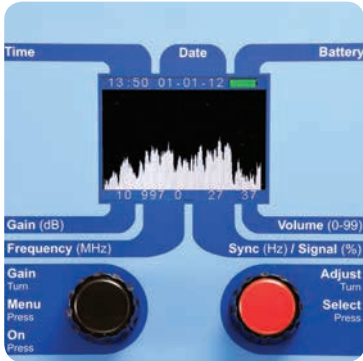 Time Date Battery
13:50 01-01-12
10 997 0 27 37
Gain (dB) Volume (0-99)
Frequency (MHz) Sync (Hz) / Signal (%)
Gain
Turn
Menu
Press
On
Press
Adjust
Turn
Select
Press